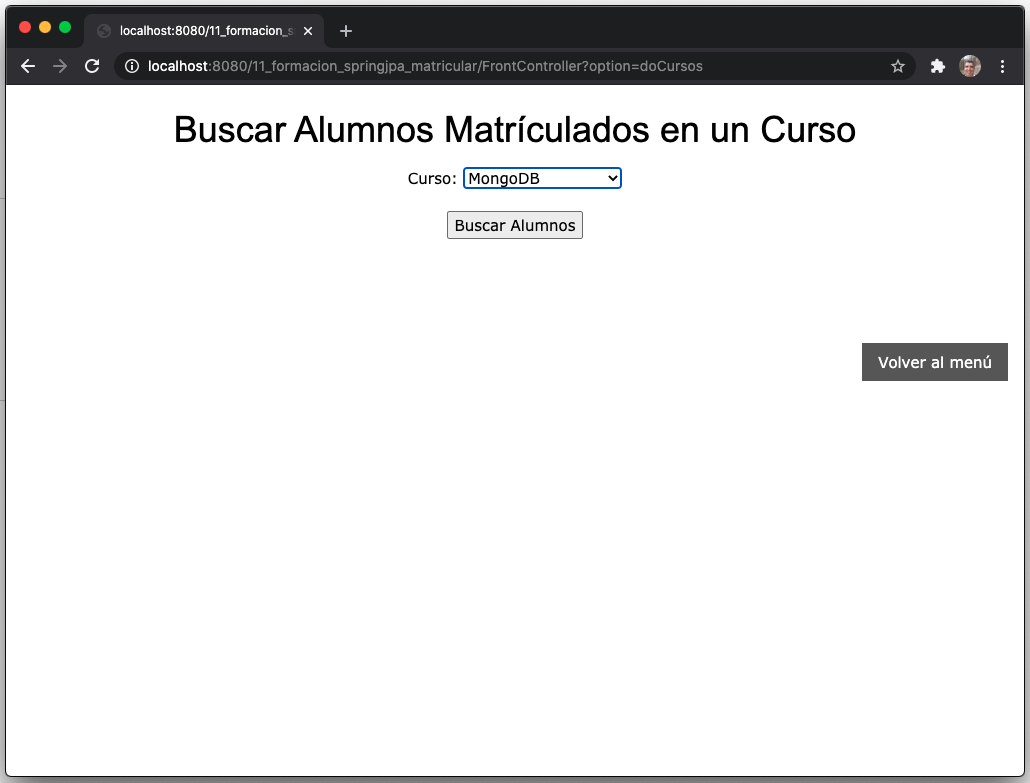 localhost:8080/11_formacion_s
localhost:8080/11_formacion_springjpa_matricular/FrontController?option=doCursos
Buscar Alumnos Matrículados en un Curso
Curso: MongoDB
Buscar Alumnos
Volver al menú